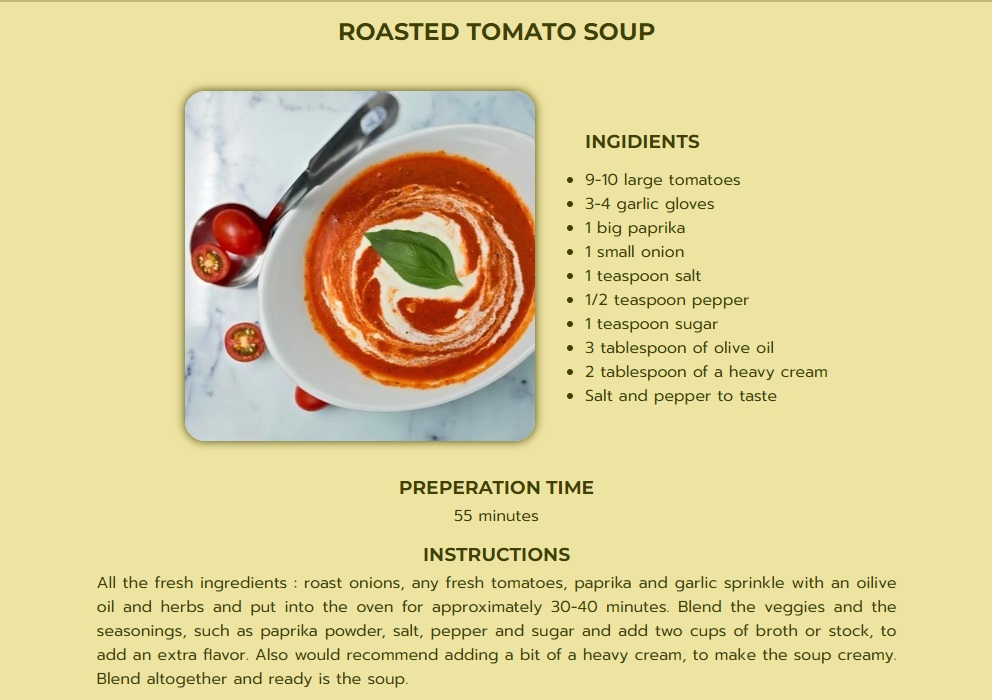 ROASTED TOMATO SOUP
INGIDIENTS
9-10 large tomatoes
3-4 garlic gloves
1 big paprika
1 small onion
1 teaspoon salt
1/2 teaspoon pepper
1 teaspoon sugar
3 tablespoon of olive oil
2 tablespoon of a heavy cream
Salt and pepper to taste
PREPERATION TIME
55 minutes
INSTRUCTIONS
All the fresh ingredients : roast onions, any fresh tomatoes, paprika and garlic sprinkle with an oilive
oil and herbs and put into the oven for approximately 30-40 minutes. Blend the veggies and the
seasonings, such as paprika powder, salt, pepper and sugar and add two cups of broth or stock, to
add an extra flavor. Also would recommend adding a bit of a heavy cream, to make the soup creamy.
Blend altogether and ready is the soup.